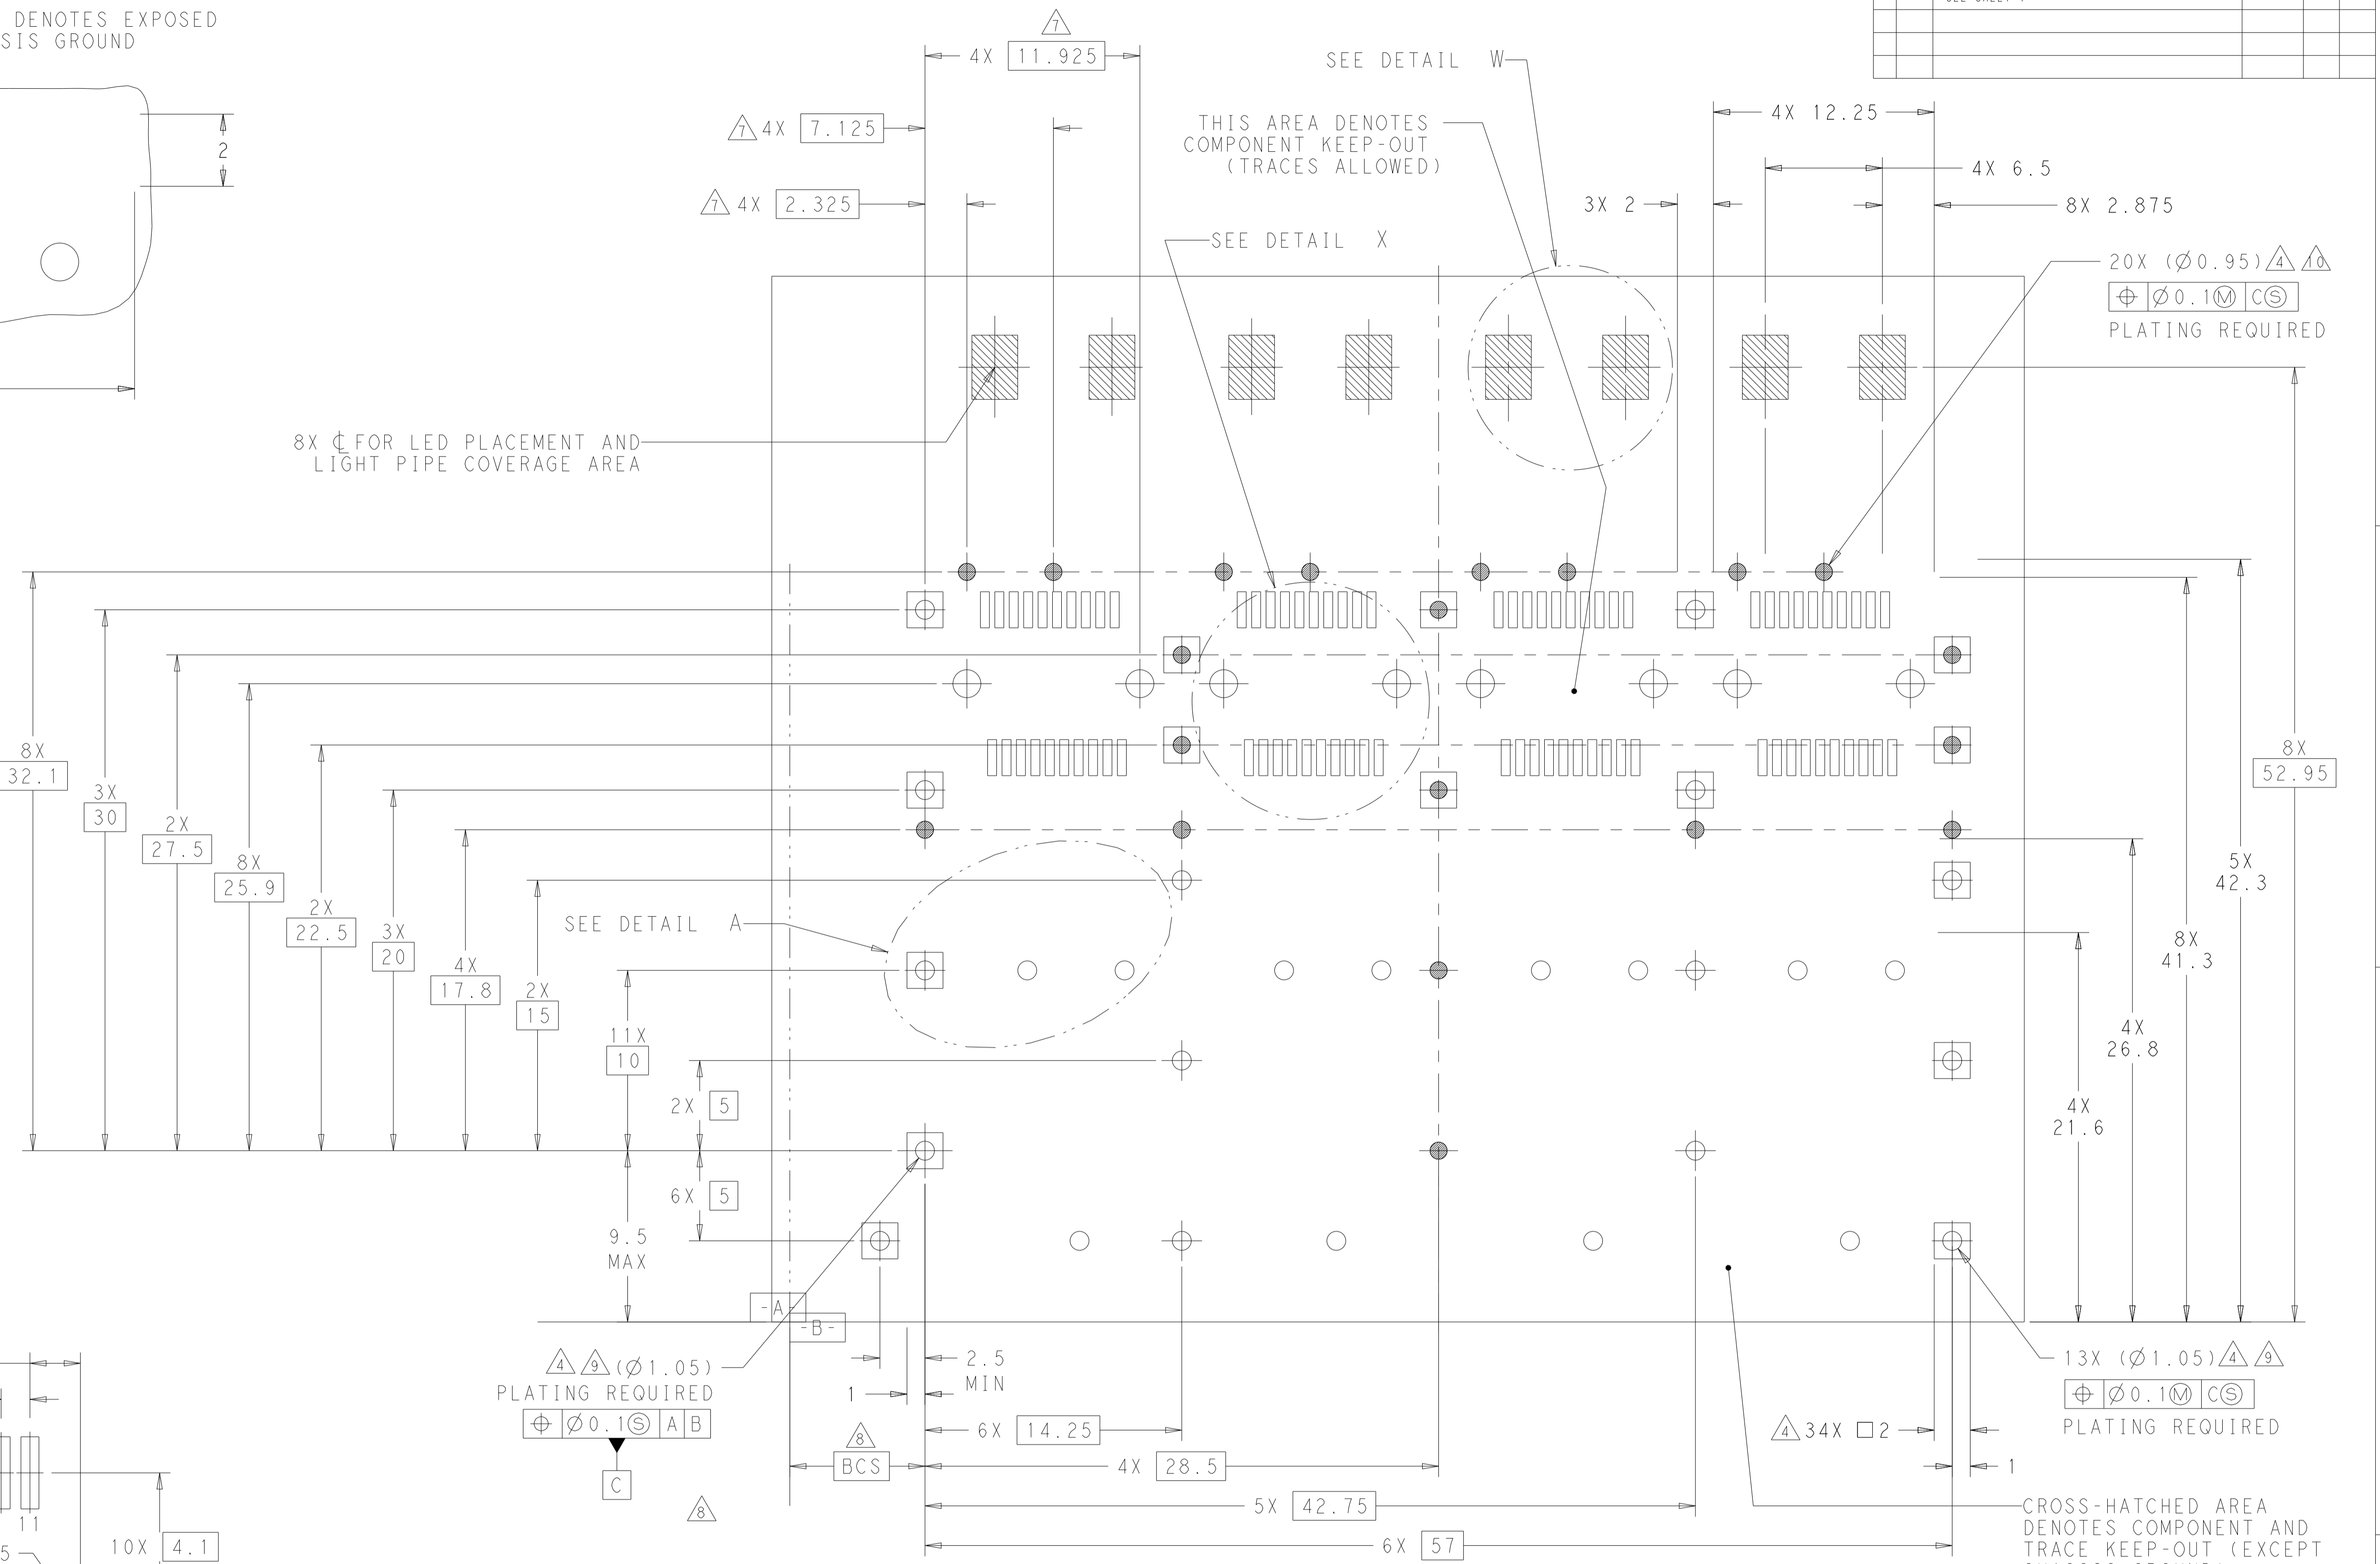 DENOTES EXPOSED
SIS GROUND
2
7
4X 11.925
7 4X 7.125
7 4X 2.325
SEE DETAIL W
THIS AREA DENOTES
COMPONENT KEEP-OUT
(TRACES ALLOWED)
SEE DETAIL X
4X 12.25
4X 6.5
3X 2
8X 2.875
20X (Ø0.95) 4 10
⌖ Ø0.1Ⓜ CⓈ
PLATING REQUIRED
8X ℄ FOR LED PLACEMENT AND
LIGHT PIPE COVERAGE AREA
8X
32.1
3X
30
2X
27.5
8X
25.9
2X
22.5
3X
20
4X
17.8
2X
15
11X
10
2X 5
6X 5
9.5
MAX
SEE DETAIL A
8X
52.95
5X
42.3
8X
41.3
4X
26.8
4X
21.6
-A-
-B-
4 9 (Ø1.05)
PLATING REQUIRED
⌖ Ø0.1Ⓢ A B
C
2.5
MIN
1
8
BCS
8
6X 14.25
4X 28.5
5X 42.75
6X 57
13X (Ø1.05) 4 9
⌖ Ø0.1Ⓜ CⓈ
PLATING REQUIRED
4 34X □2
1
CROSS-HATCHED AREA
DENOTES COMPONENT AND
TRACE KEEP-OUT (EXCEPT
11
10X 4.1
5